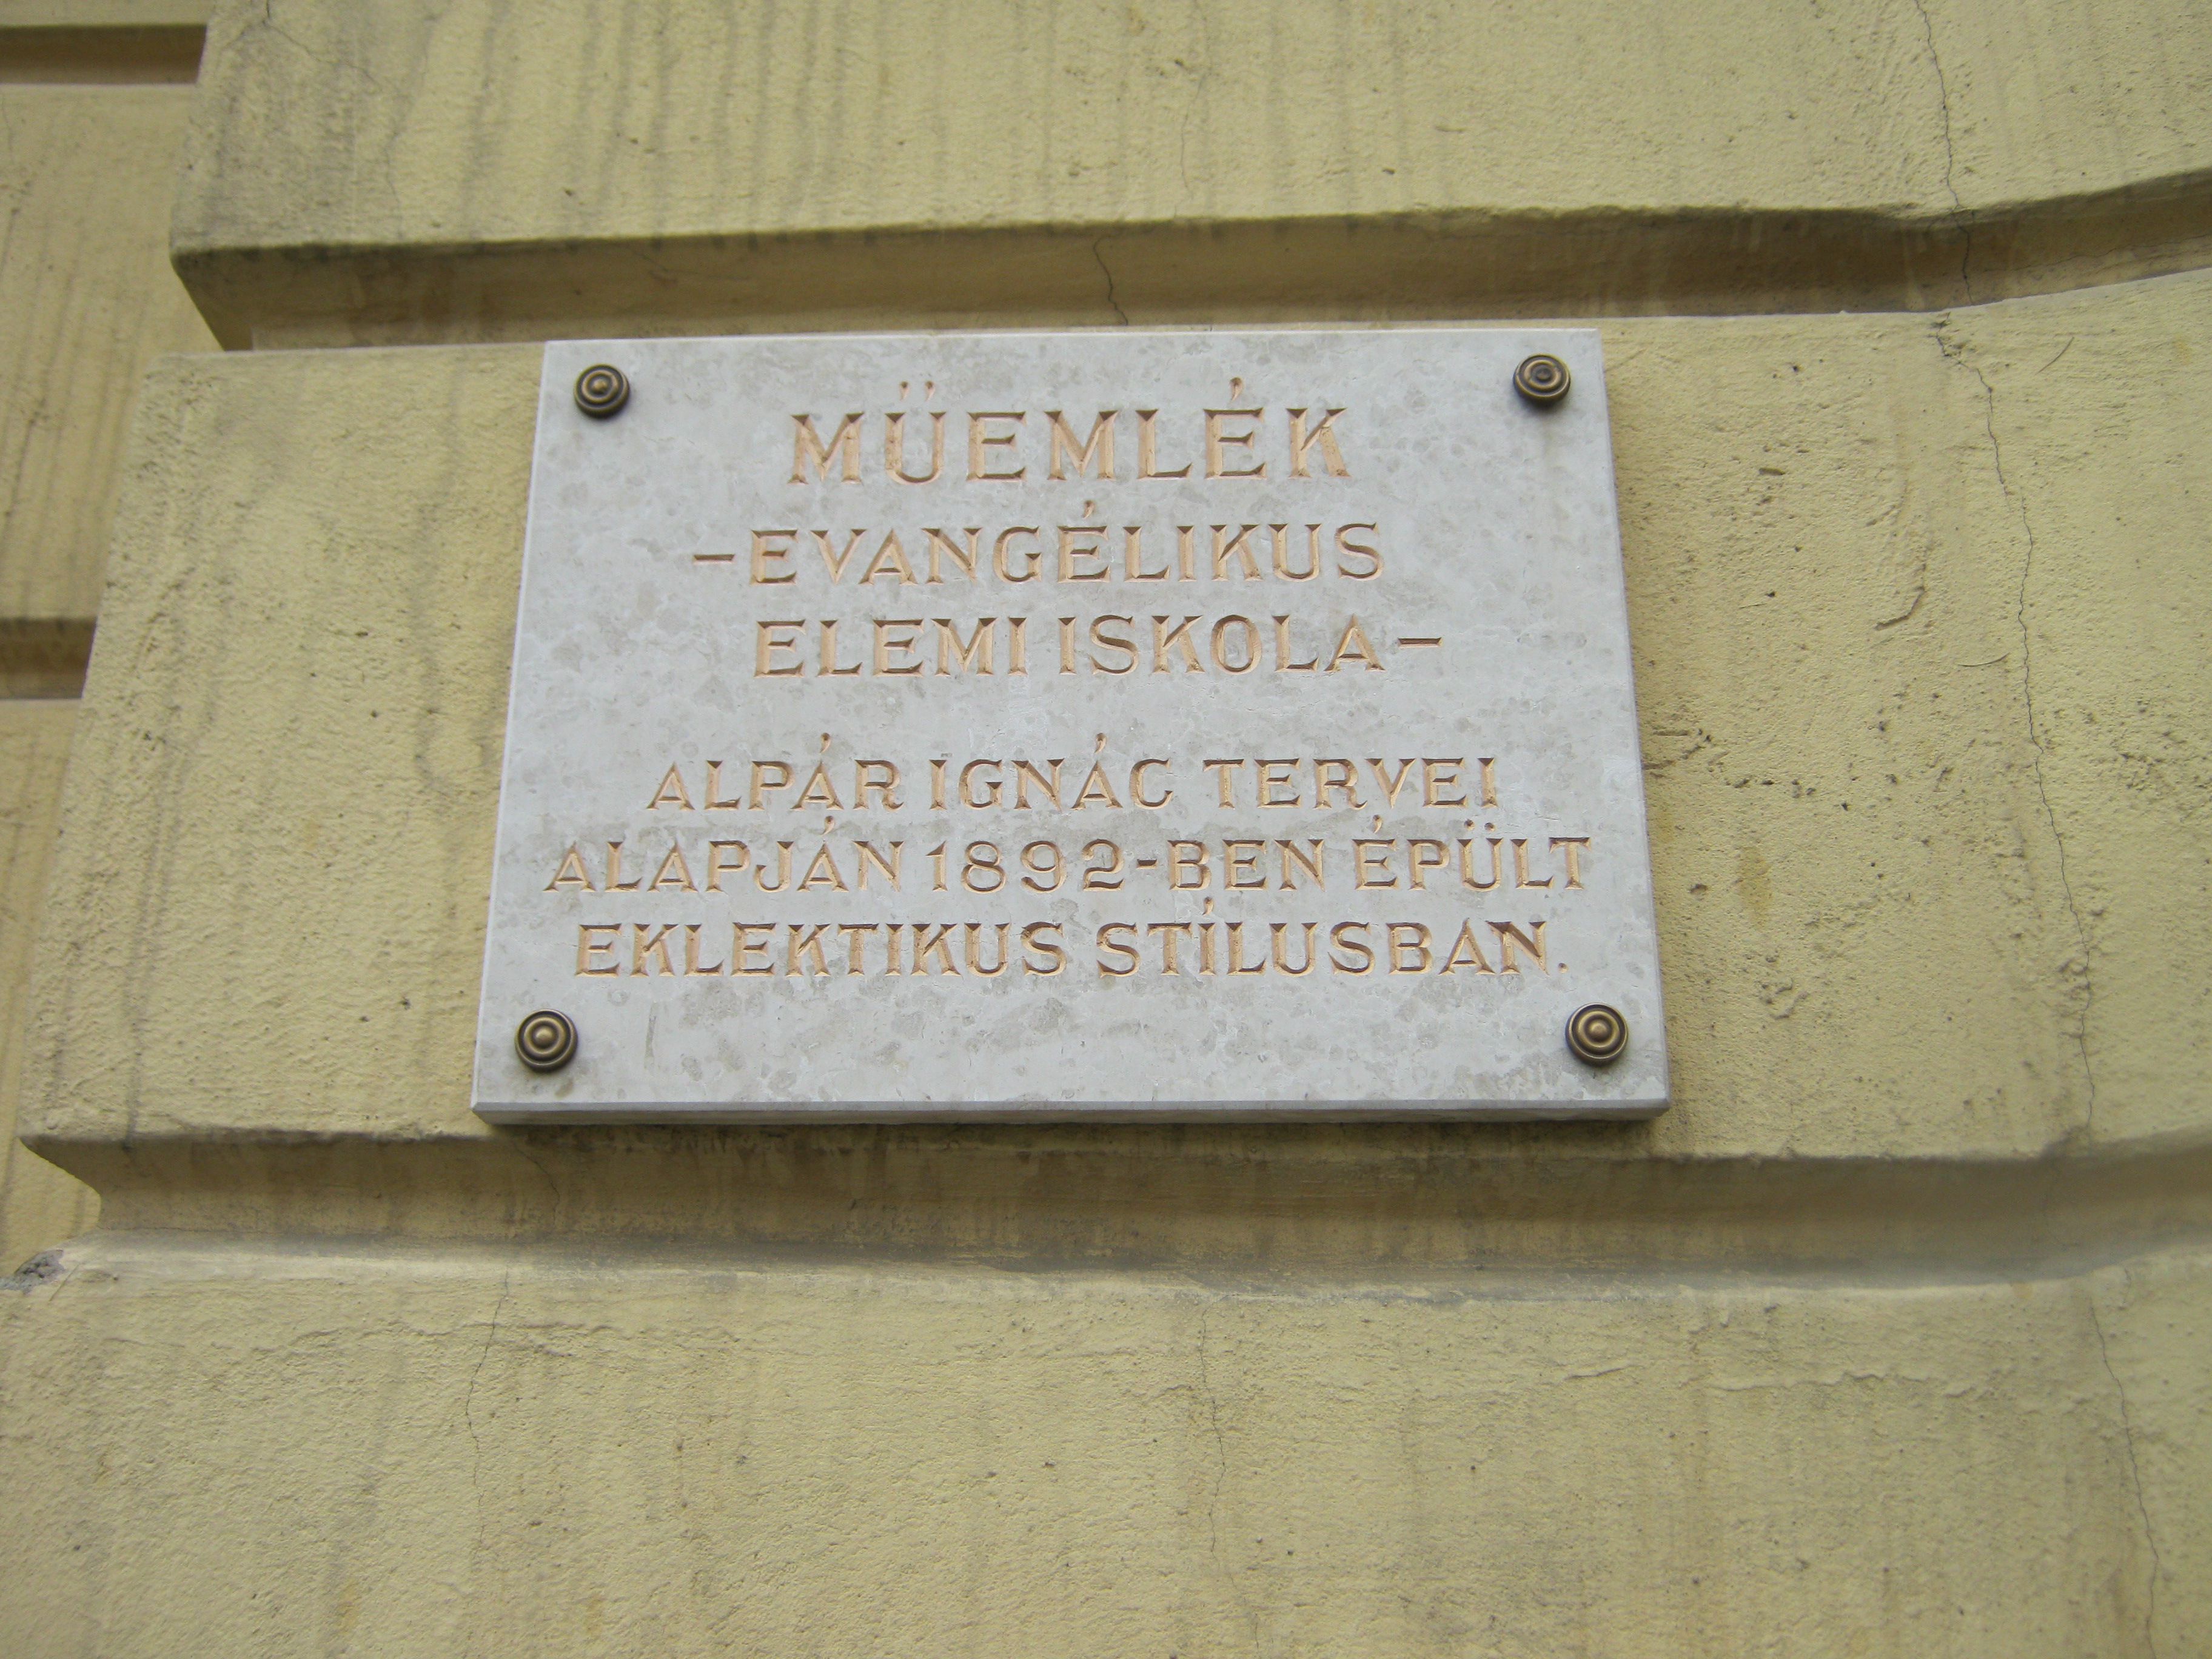 MŰEMLÉK
-EVANGÉLIKUS
ELEMI ISKOLA-
ALPÁR IGNÁC TERVEI
ALAPJÁN 1892-BEN ÉPÜLT
EKLEKTIKUS STÍLUSBAN.